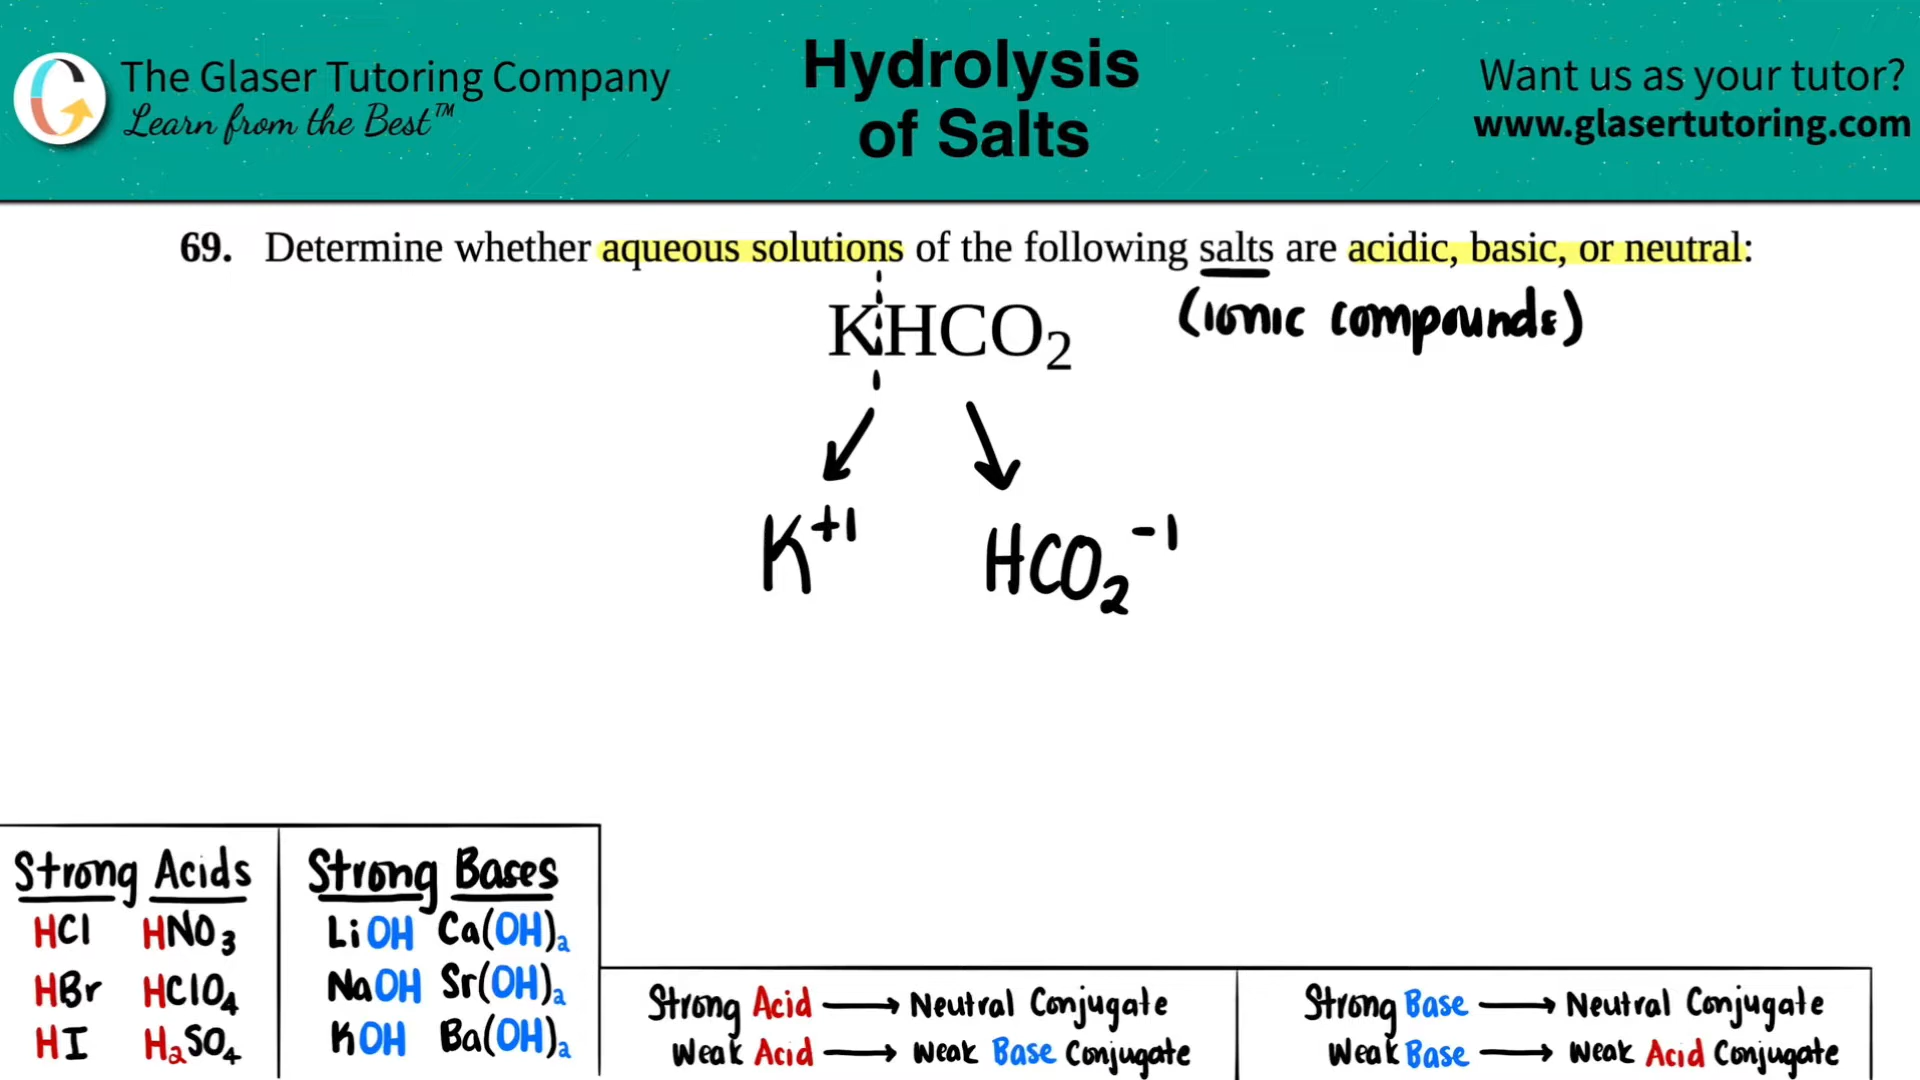 The Glaser Tutoring Company
Learn from the Best™
Hydrolysis
of Salts
Want us as your tutor?
www.glasertutoring.com
69. Determine whether aqueous solutions of the following salts are acidic, basic, or neutral:
KHCO₂
(ionic compounds)
K⁺¹ HCO₂⁻¹
Strong Acids
HCl HNO₃
HBr HClO₄
HI H₂SO₄
Strong Bases
LiOH Ca(OH)₂
NaOH Sr(OH)₂
KOH Ba(OH)₂
Strong Acid → Neutral Conjugate
Weak Acid → Weak Base Conjugate
Strong Base → Neutral Conjugate
Weak Base → Weak Acid Conjugate